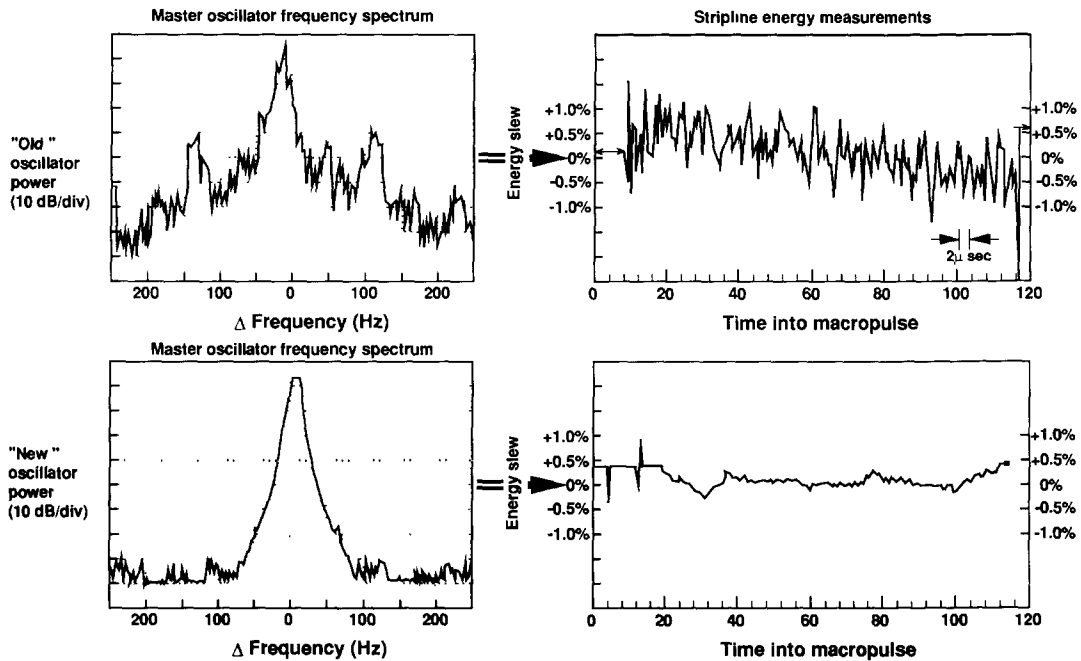 Master oscillator frequency spectrum
Stripline energy measurements
"Old "
oscillator
power
(10 dB/div)
Energy slew
+1.0%
+0.5%
0%
-0.5%
-1.0%
+1.0%
+0.5%
0%
-0.5%
-1.0%
2μ sec
200 100 0 100 200
Δ Frequency (Hz)
0 20 40 60 80 100 120
Time into macropulse
Master oscillator frequency spectrum
"New "
oscillator
power
(10 dB/div)
Energy slew
+1.0%
+0.5%
0%
-1.0%
+1.0%
+0.5%
0%
-0.5%
-1.0%
200 100 0 100 200
Δ Frequency (Hz)
0 20 40 60 80 100 120
Time into macropulse